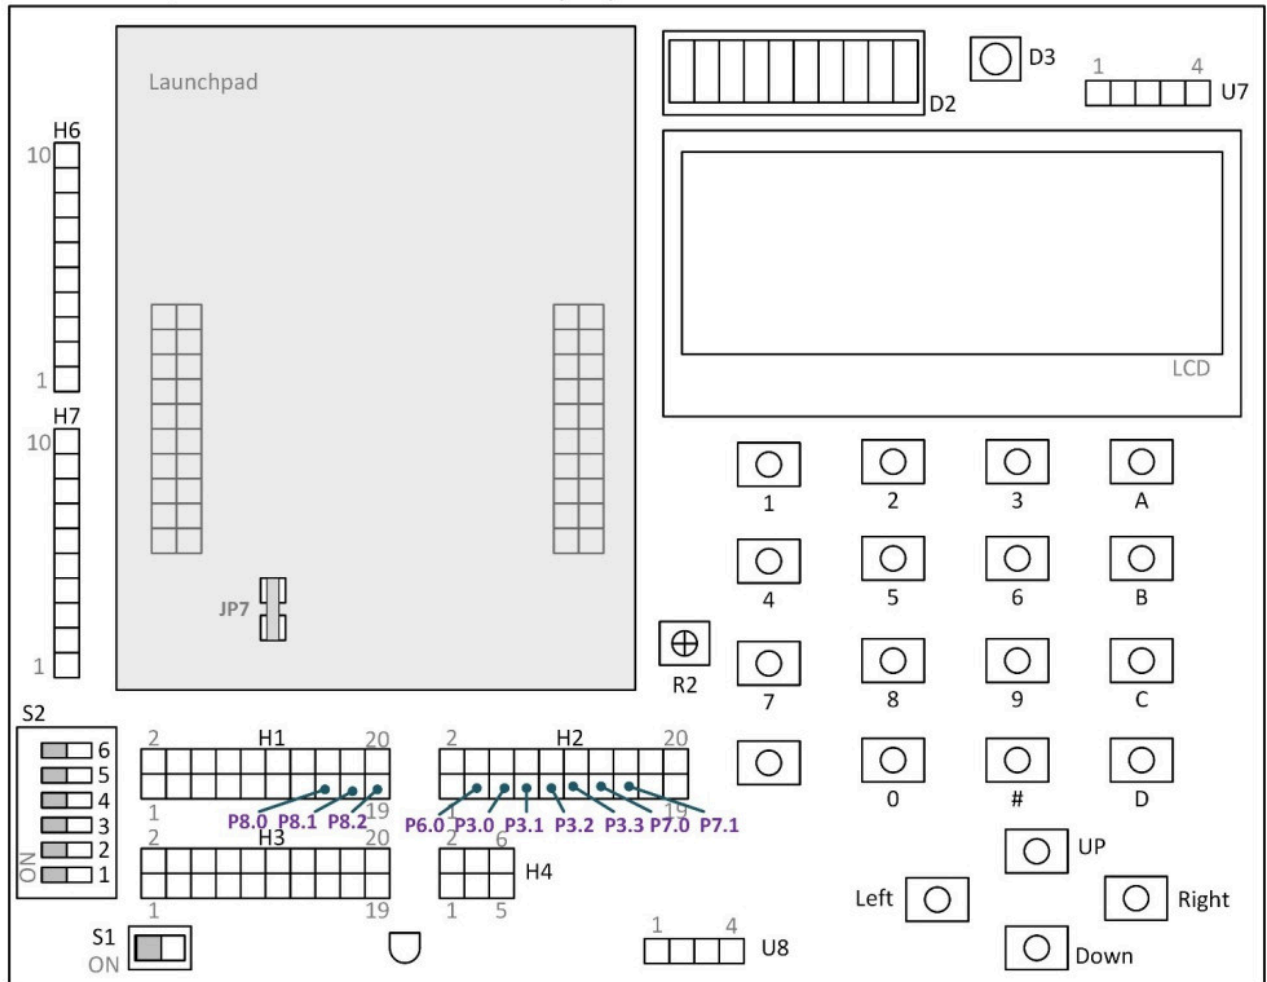 Launchpad
D3
1 4
U7
D2
H6
10
1
LCD
H7
10
1
JP7
R2
1 2 3 A
4 5 6 B
7 8 9 C
0 # D
S2
6
5
4
3
2
1
ON
2 H1 20
1 19
P8.0 P8.1 P8.2
2 H2 20
1 19
P6.0 P3.0 P3.1 P3.2 P3.3 P7.0 P7.1
2 H3 20
1 19
2 6
H4
1 5
UP
Left Right
Down
S1
ON
1 4
U8